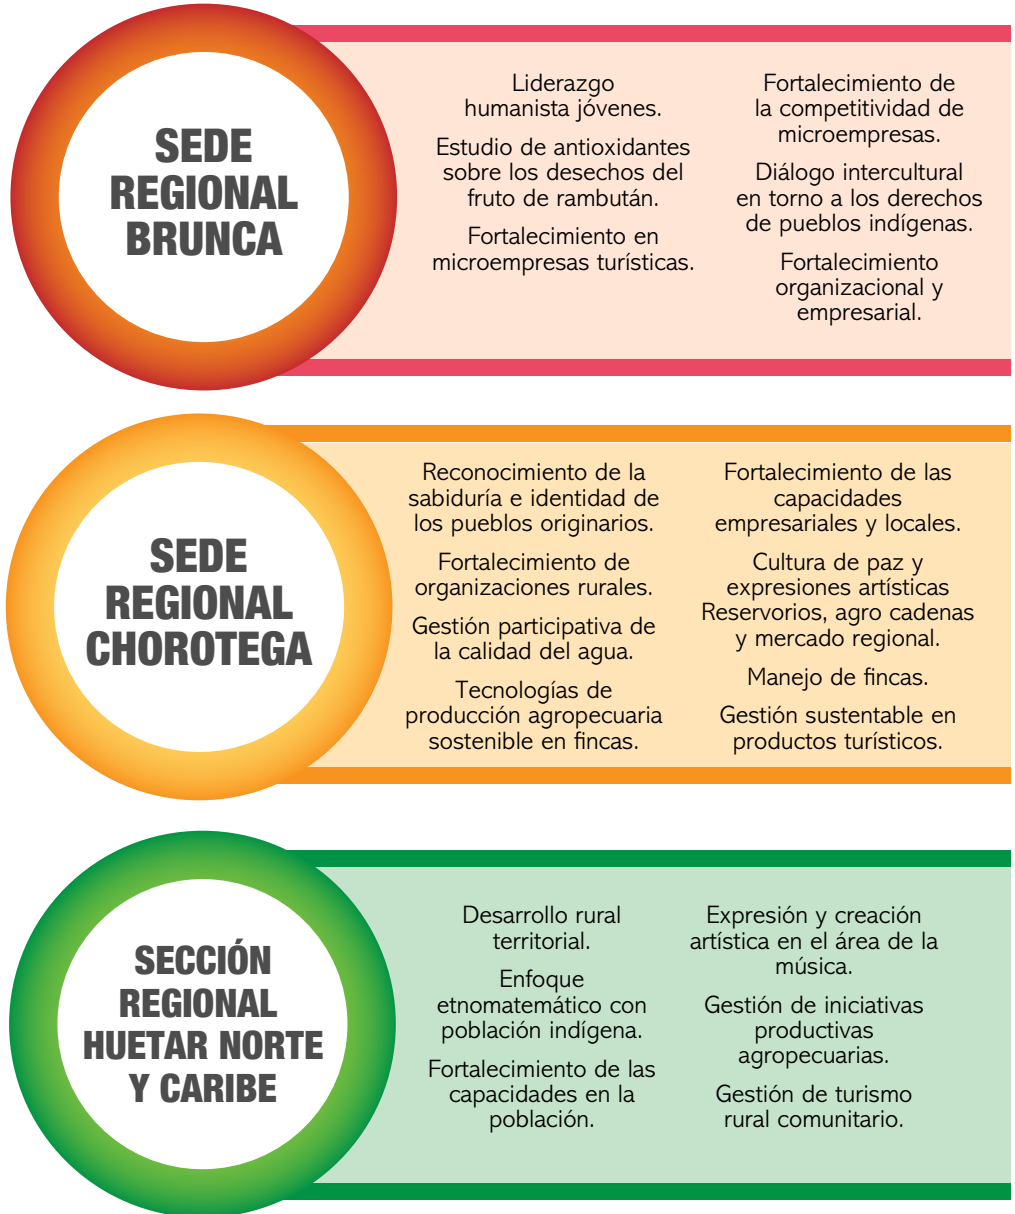 SEDE
REGIONAL
BRUNCA
Liderazgo
humanista jóvenes.
Estudio de antioxidantes
sobre los desechos del
fruto de rambután.
Fortalecimiento en
microempresas turísticas.
Fortalecimiento de
la competitividad de
microempresas.
Diálogo intercultural
en torno a los derechos
de pueblos indígenas.
Fortalecimiento
organizacional y
empresarial.
SEDE
REGIONAL
CHOROTEGA
Reconocimiento de la
sabiduría e identidad de
los pueblos originarios.
Fortalecimiento de
organizaciones rurales.
Gestión participativa de
la calidad del agua.
Tecnologías de
producción agropecuaria
sostenible en fincas.
Fortalecimiento de las
capacidades
empresariales y locales.
Cultura de paz y
expresiones artísticas
Reservorios, agro cadenas
y mercado regional.
Manejo de fincas.
Gestión sustentable en
productos turísticos.
SECCIÓN
REGIONAL
HUETAR NORTE
Y CARIBE
Desarrollo rural
territorial.
Enfoque
etnomatemático con
población indígena.
Fortalecimiento de las
capacidades en la
población.
Expresión y creación
artística en el área de la
música.
Gestión de iniciativas
productivas
agropecuarias.
Gestión de turismo
rural comunitario.